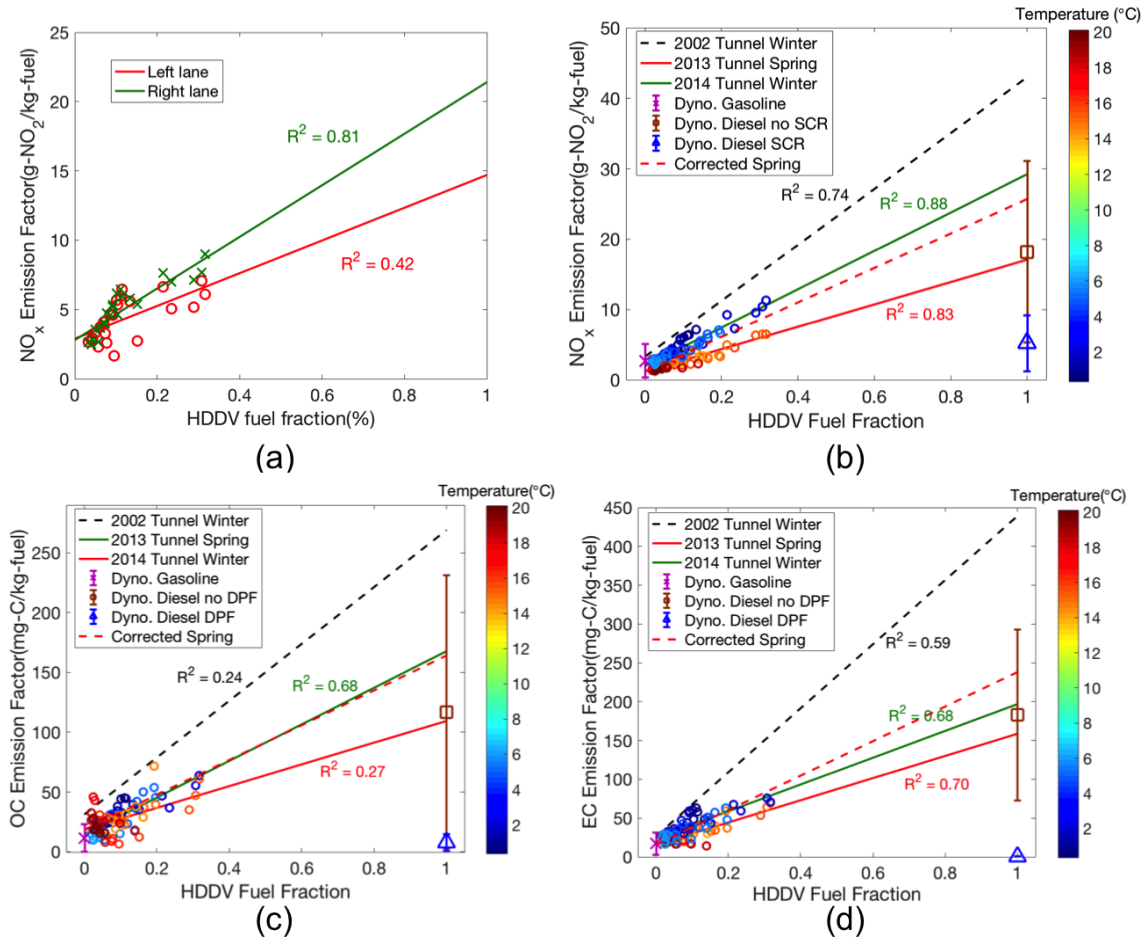 25
20
15
10
5
0
0
0.2
0.4
0.6
0.8
1
NOx Emission Factor(g-NO2/kg-fuel)
HDDV fuel fraction(%)
Left lane
Right lane
R2 = 0.81
R2 = 0.42
(a)
50
40
30
20
10
0
0
0.2
0.4
0.6
0.8
1
NOx Emission Factor(g-NO2/kg-fuel)
HDDV Fuel Fraction
2002 Tunnel Winter
2013 Tunnel Spring
2014 Tunnel Winter
Dyno. Gasoline
Dyno. Diesel no SCR
Dyno. Diesel SCR
Corrected Spring
R2 = 0.74
R2 = 0.88
R2 = 0.83
Temperature (°C)
20
18
16
14
12
10
8
6
4
2
(b)
250
200
150
100
50
0
0
0.2
0.4
0.6
0.8
1
OC Emission Factor(mg-C/kg-fuel)
HDDV Fuel Fraction
2002 Tunnel Winter
2013 Tunnel Spring
2014 Tunnel Winter
Dyno. Gasoline
Dyno. Diesel no DPF
Dyno. Diesel DPF
Corrected Spring
R2 = 0.24
R2 = 0.68
R2 = 0.27
Temperature(°C)
20
18
16
14
12
10
8
6
4
2
(c)
450
400
350
300
250
200
150
100
50
0
0
0.2
0.4
0.6
0.8
1
EC Emission Factor(mg-C/kg-fuel)
HDDV Fuel Fraction
2002 Tunnel Winter
2013 Tunnel Spring
2014 Tunnel Winter
Dyno. Gasoline
Dyno. Diesel no DPF
Dyno. Diesel DPF
Corrected Spring
R2 = 0.59
R2 = 0.68
R2 = 0.70
Temperature(°C)
20
18
16
14
12
10
8
6
4
2
(d)